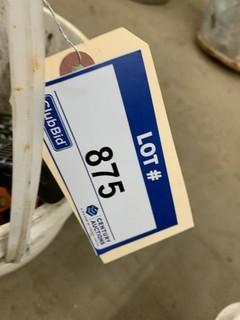 LOT #
875
ClubBid
CENTURY
AUCTIONS